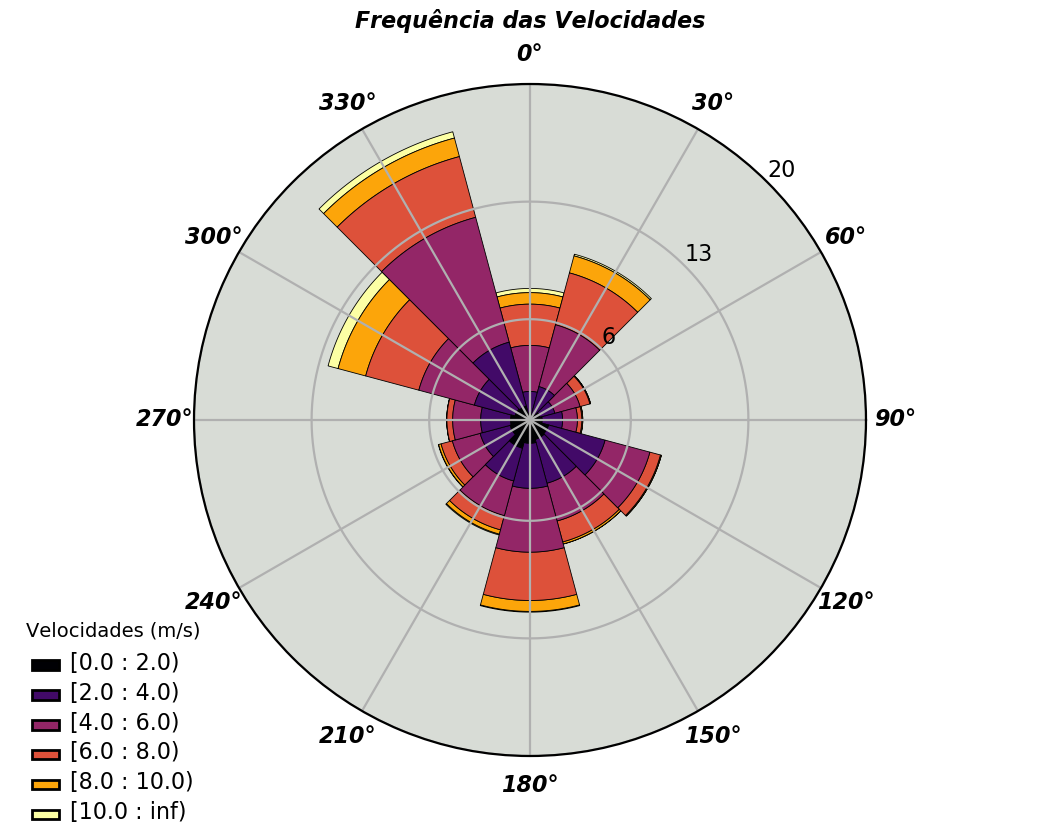 Frequência das Velocidades
0°
330°
30°
20
300°
60°
13
6
270°
90°
240°
120°
210°
150°
180°
Velocidades (m/s)
[0.0 : 2.0)
[2.0 : 4.0)
[4.0 : 6.0)
[6.0 : 8.0)
[8.0 : 10.0)
[10.0 : inf)